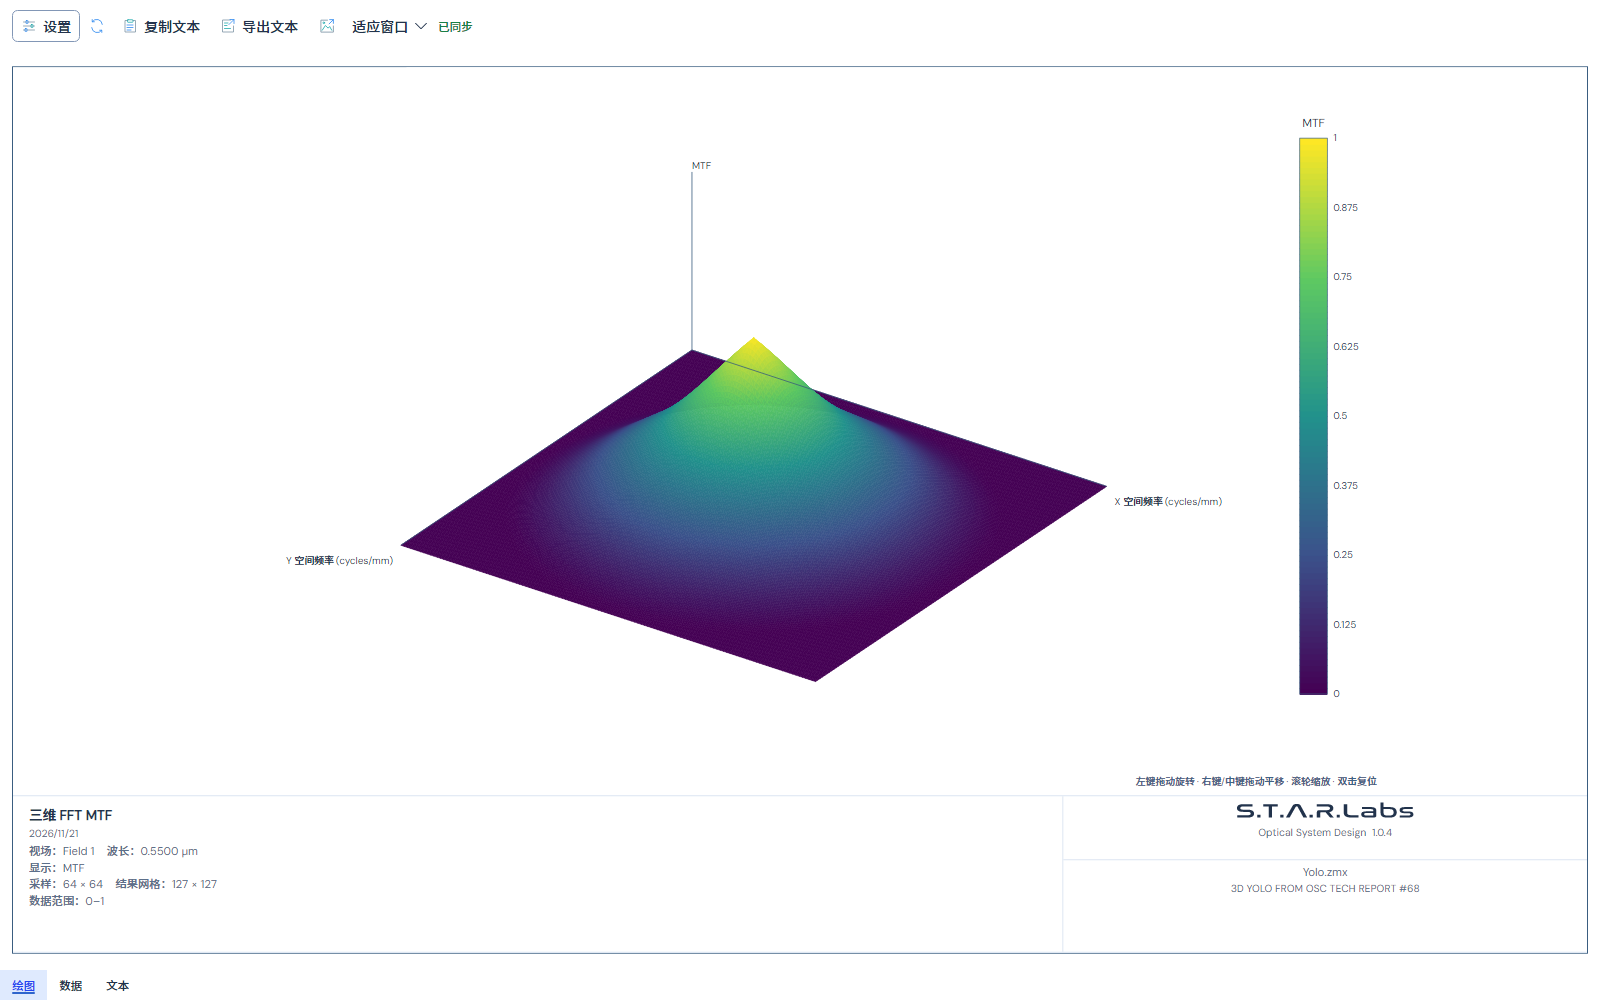 设置 复制文本 导出文本 适应窗口 已同步
MTF
1
0.875
0.75
0.625
0.5
0.375
0.25
0.125
0
MTF
X 空间频率 (cycles/mm)
Y 空间频率 (cycles/mm)
左键拖动旋转 · 右键/中键拖动平移 · 滚轮缩放 · 双击复位
三维 FFT MTF
2026/11/21
视场: Field 1 波长: 0.5500 µm
显示: MTF
采样: 64 × 64 结果网格: 127 × 127
数据范围: 0–1
S.T.A.R.Labs
Optical System Design 1.0.4
Yolo.zmx
3D YOLO FROM OSC TECH REPORT #68
绘图 数据 文本